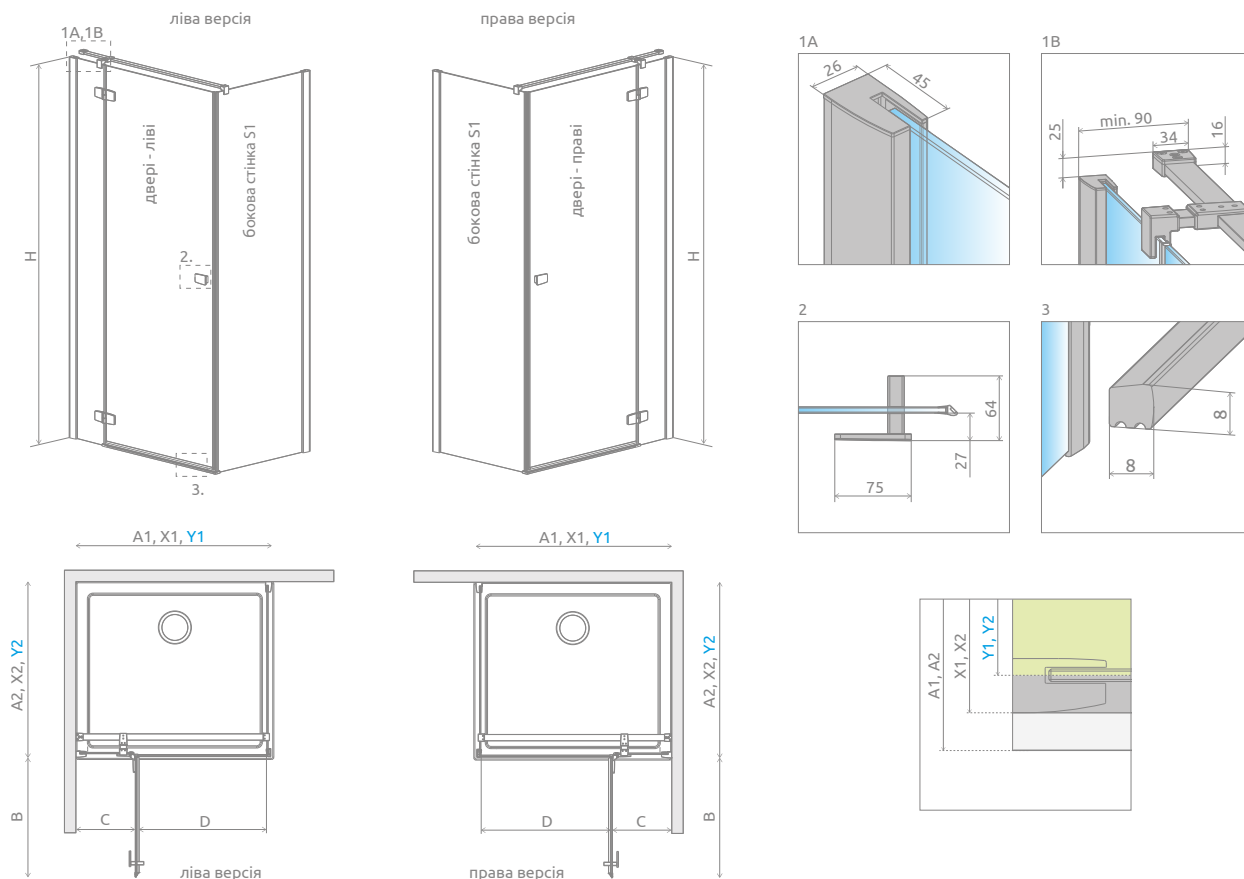 ліва версія
права версія
1A,1B
двері - ліві
бокова стінка S1
H
2.
3.
бокова стінка S1
двері - праві
H
1A
26
45
1B
min. 90
34
16
25
2
64
27
75
3
8
8
A1, X1, Y1
A2, X2, Y2
B
C
D
ліва версія
A1, X1, Y1
A2, X2, Y2
B
D
C
права версія
A1, A2
X1, X2
Y1, Y2